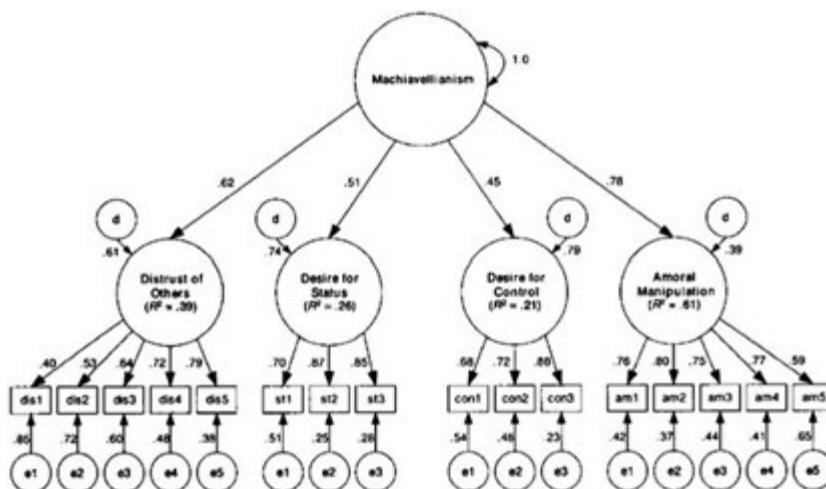 Machiavellianism
1.0
.62
.51
.45
.78
d
d
d
d
.61
.74
.79
.39
Distrust of
Others
(R² = .39)
Desire for
Status
(R² = .26)
Desire for
Control
(R² = .21)
Amoral
Manipulation
(R² = .61)
.40 .53 .64 .72 .79
.70 .87 .85
.68 .72 .88
.76 .80 .75 .77 .59
dis1 dis2 dis3 dis4 dis5
st1 st2 st3
con1 con2 con3
am1 am2 am3 am4 am5
.72 .60 .48 .38
.51 .25 .28
.54 .48 .23
.42 .37 .44 .41 .65
e1 e2 e3 e4 e5
e1 e2 e3
e1 e2 e3
e1 e2 e3 e4 e5